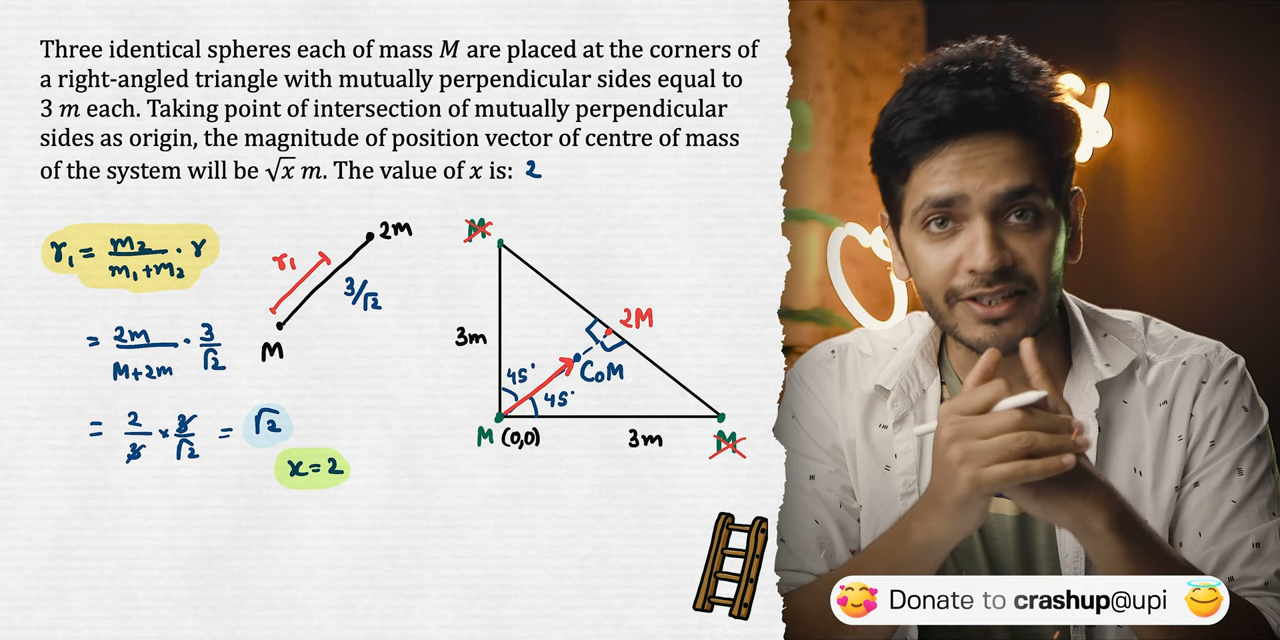 Three identical spheres each of mass M are placed at the corners of
a right-angled triangle with mutually perpendicular sides equal to
3 m each. Taking point of intersection of mutually perpendicular
sides as origin, the magnitude of position vector of centre of mass
of the system will be √x m. The value of x is: 2
r₁ = m₂/(m₁+m₂) · r
= 2m/(M+2m) · 3/√2
= 2/3 × 3/√2 = √2
x=2
2m
r₁
3/√2
M
M
2M
3m
CoM
45°
45°
M (0,0)
3m
M
Donate to crashup@upi